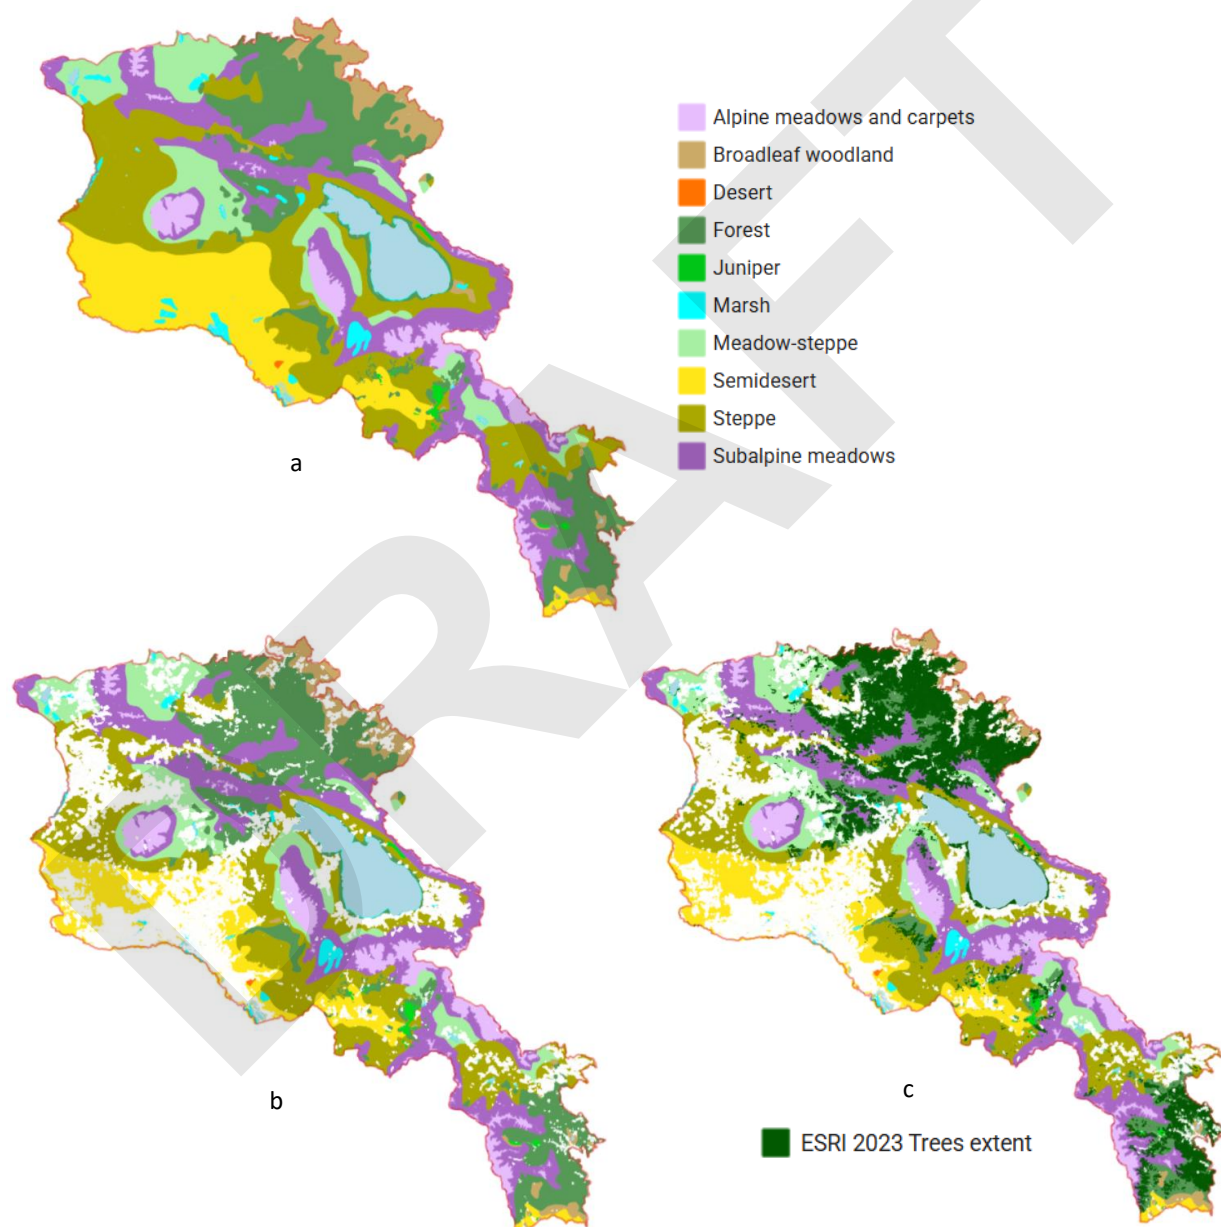 Alpine meadows and carpets
Broadleaf woodland
Desert
Forest
Juniper
Marsh
Meadow-steppe
Semidesert
Steppe
Subalpine meadows
a
b
c
ESRI 2023 Trees extent
DRAFT